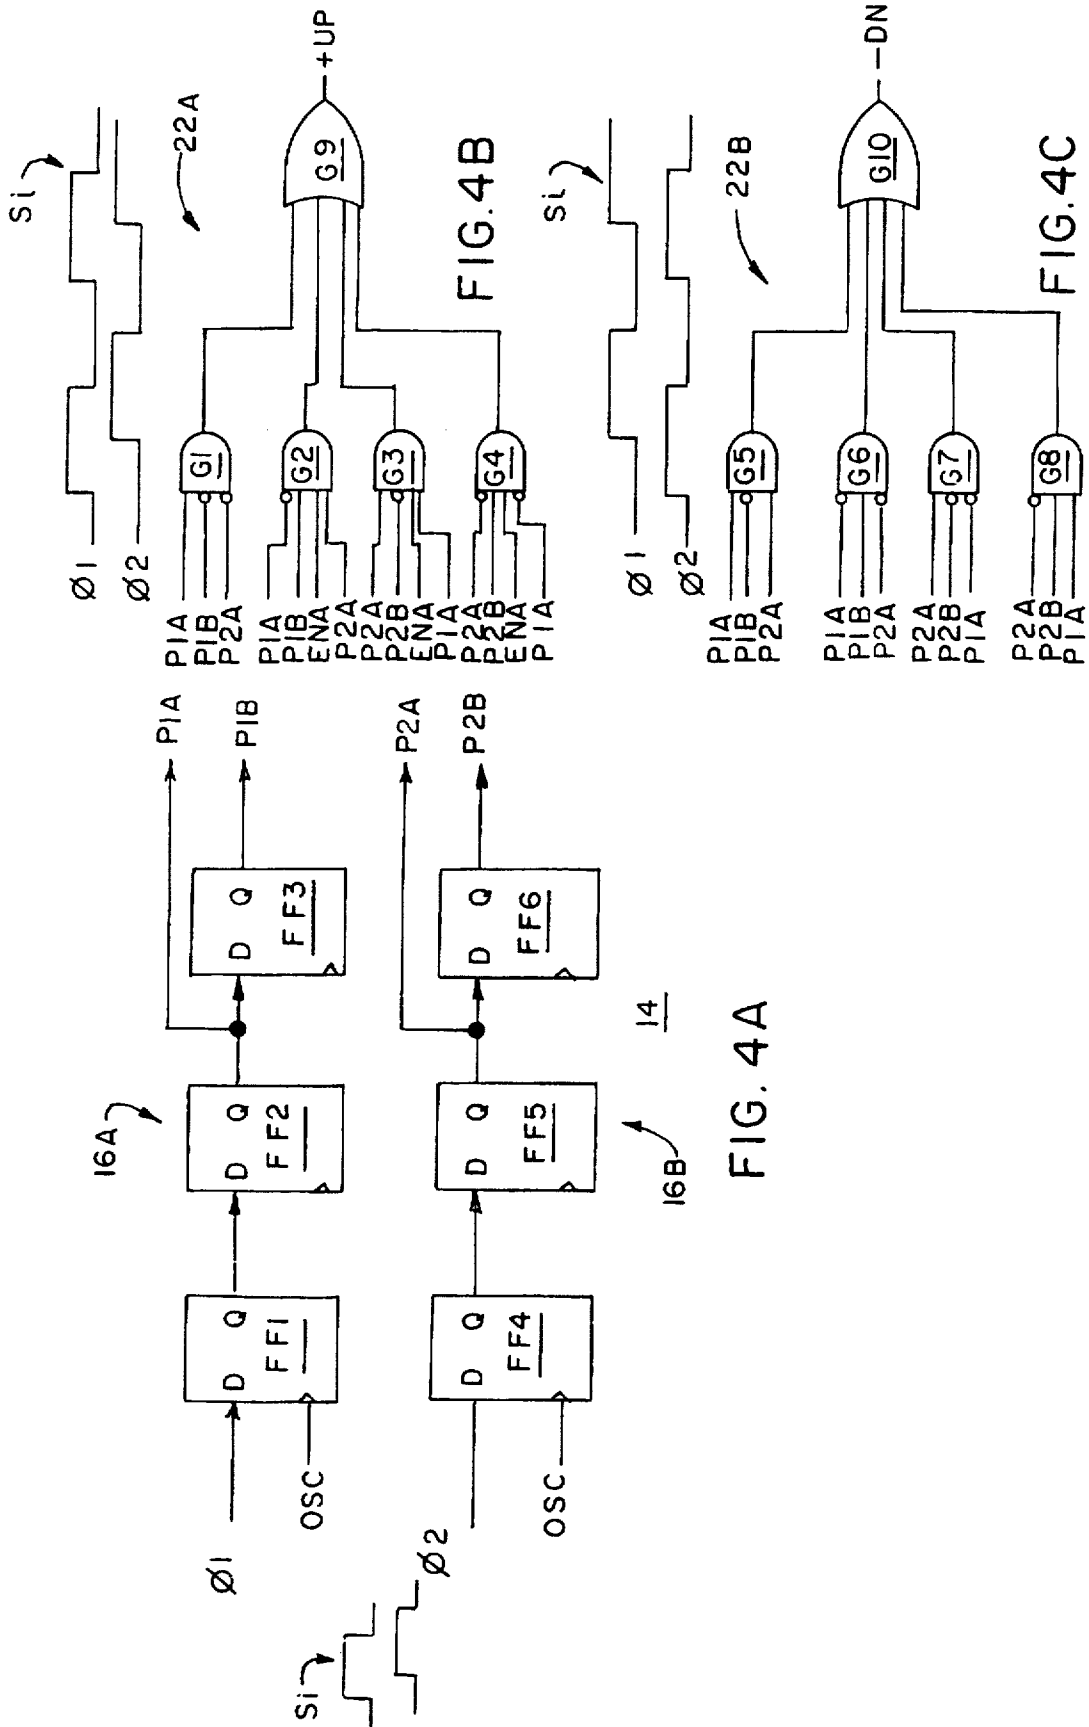 Si
Ø1
OSC
D Q
FF1
D Q
FF2
D Q
FF3
P1A
P1B
16A
Si
Ø2
OSC
D Q
FF4
D Q
FF5
D Q
FF6
P2A
P2B
16B
14
FIG. 4A
Si
Ø1
Ø2
22A
P1A
P1B
P2A
G1
P1A
P1B
ENA
P2A
G2
P2A
P2B
ENA
P1A
G3
P2A
P2B
ENA
P1A
G4
G9
+UP
FIG. 4B
Si
Ø1
Ø2
22B
P1A
P1B
P2A
G5
P1A
P1B
P2A
G6
P2A
P2B
P1A
G7
P2A
P2B
P1A
G8
G10
-DN
FIG. 4C